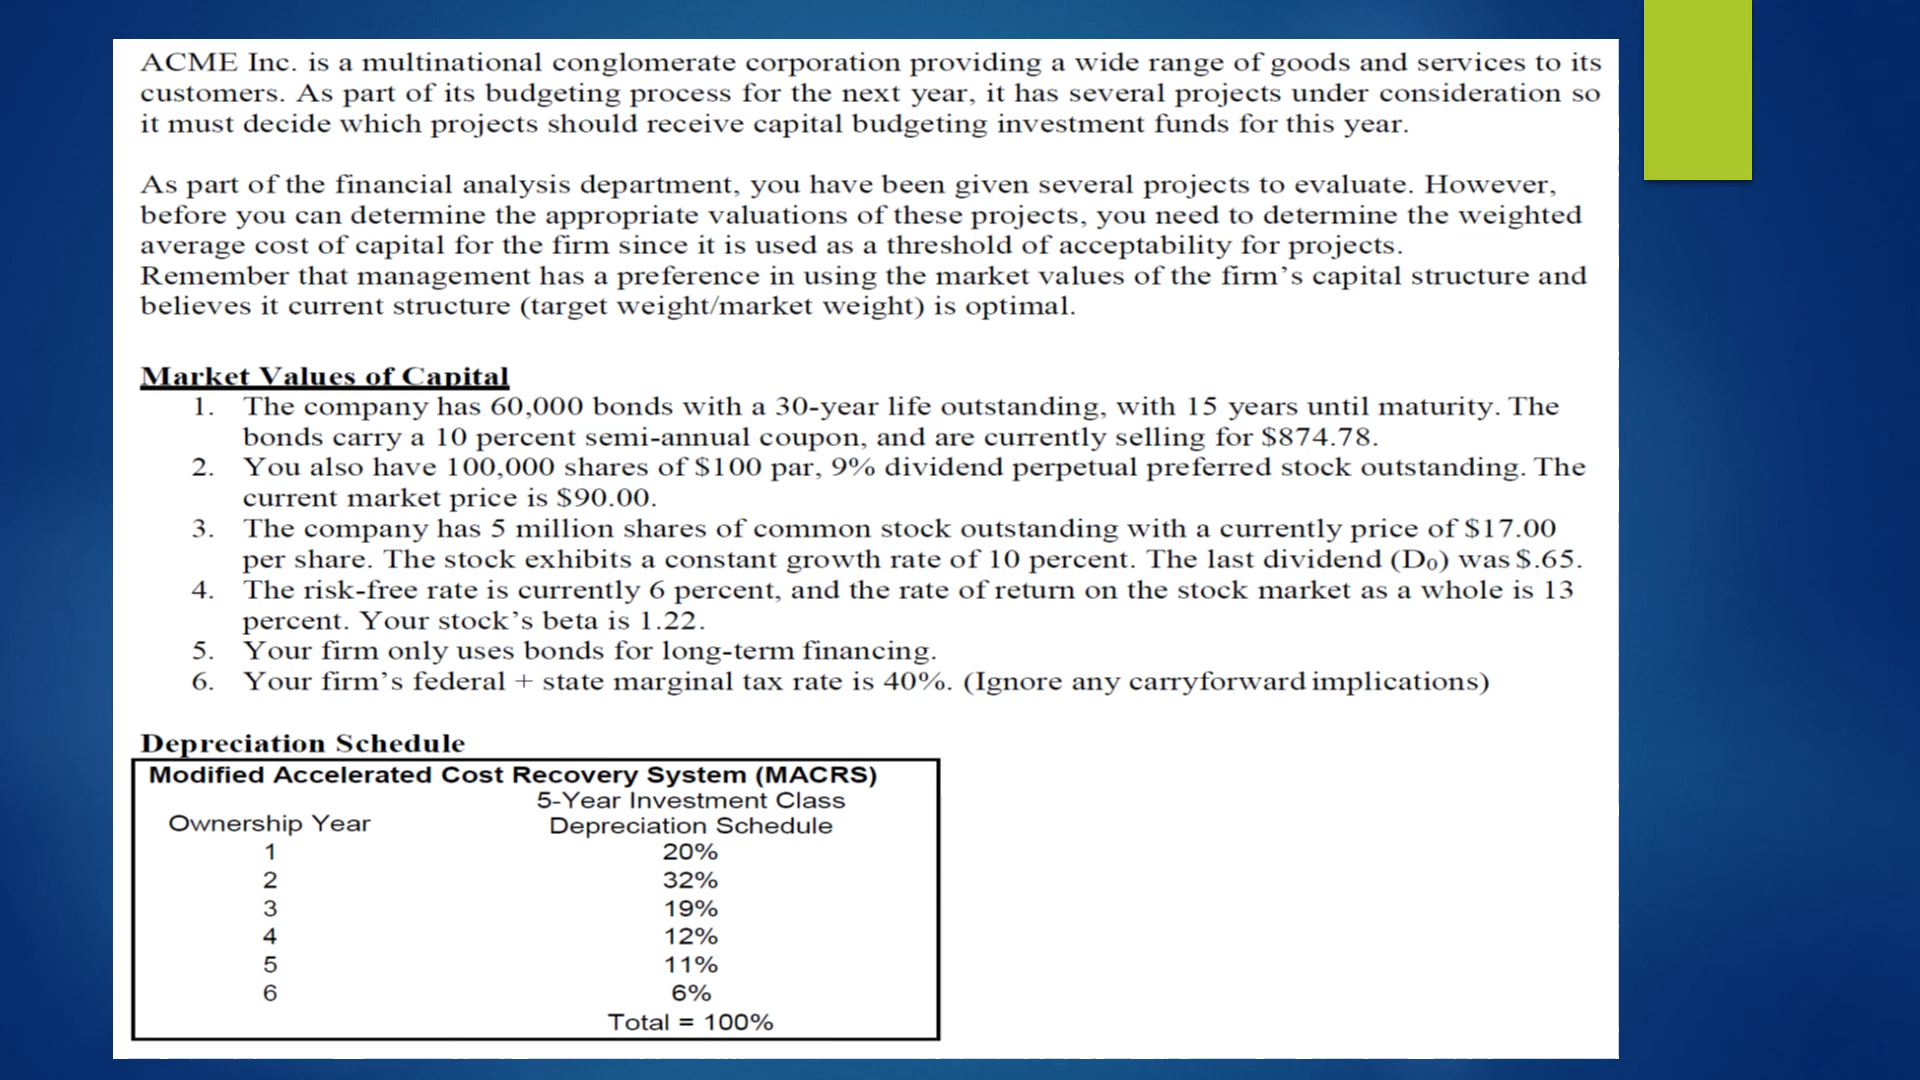 ACME Inc. is a multinational conglomerate corporation providing a wide range of goods and services to its
customers. As part of its budgeting process for the next year, it has several projects under consideration so
it must decide which projects should receive capital budgeting investment funds for this year.
As part of the financial analysis department, you have been given several projects to evaluate. However,
before you can determine the appropriate valuations of these projects, you need to determine the weighted
average cost of capital for the firm since it is used as a threshold of acceptability for projects.
Remember that management has a preference in using the market values of the firm's capital structure and
believes it current structure (target weight/market weight) is optimal.
Market Values of Capital
1. The company has 60,000 bonds with a 30-year life outstanding, with 15 years until maturity. The
bonds carry a 10 percent semi-annual coupon, and are currently selling for $874.78.
2. You also have 100,000 shares of $100 par, 9% dividend perpetual preferred stock outstanding. The
current market price is $90.00.
3. The company has 5 million shares of common stock outstanding with a currently price of $17.00
per share. The stock exhibits a constant growth rate of 10 percent. The last dividend (D₀) was $.65.
4. The risk-free rate is currently 6 percent, and the rate of return on the stock market as a whole is 13
percent. Your stock's beta is 1.22.
5. Your firm only uses bonds for long-term financing.
6. Your firm's federal + state marginal tax rate is 40%. (Ignore any carryforward implications)
Depreciation Schedule
Modified Accelerated Cost Recovery System (MACRS)
5-Year Investment Class
Ownership Year Depreciation Schedule
1 20%
2 32%
3 19%
4 12%
5 11%
6 6%
Total = 100%